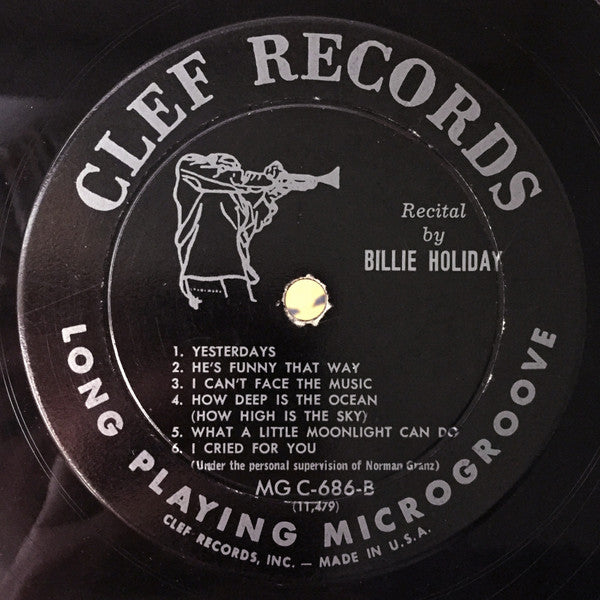 CLEF RECORDS
Recital
by
BILLIE HOLIDAY
1. YESTERDAYS
2. HE'S FUNNY THAT WAY
3. I CAN'T FACE THE MUSIC
4. HOW DEEP IS THE OCEAN
(HOW HIGH IS THE SKY)
5. WHAT A LITTLE MOONLIGHT CAN DO
6. I CRIED FOR YOU
(Under the personal supervision of Norman Granz)
MG C-686-B
(11,479)
LONG PLAYING MICROGROOVE
CLEF RECORDS, INC. — MADE IN U.S.A.